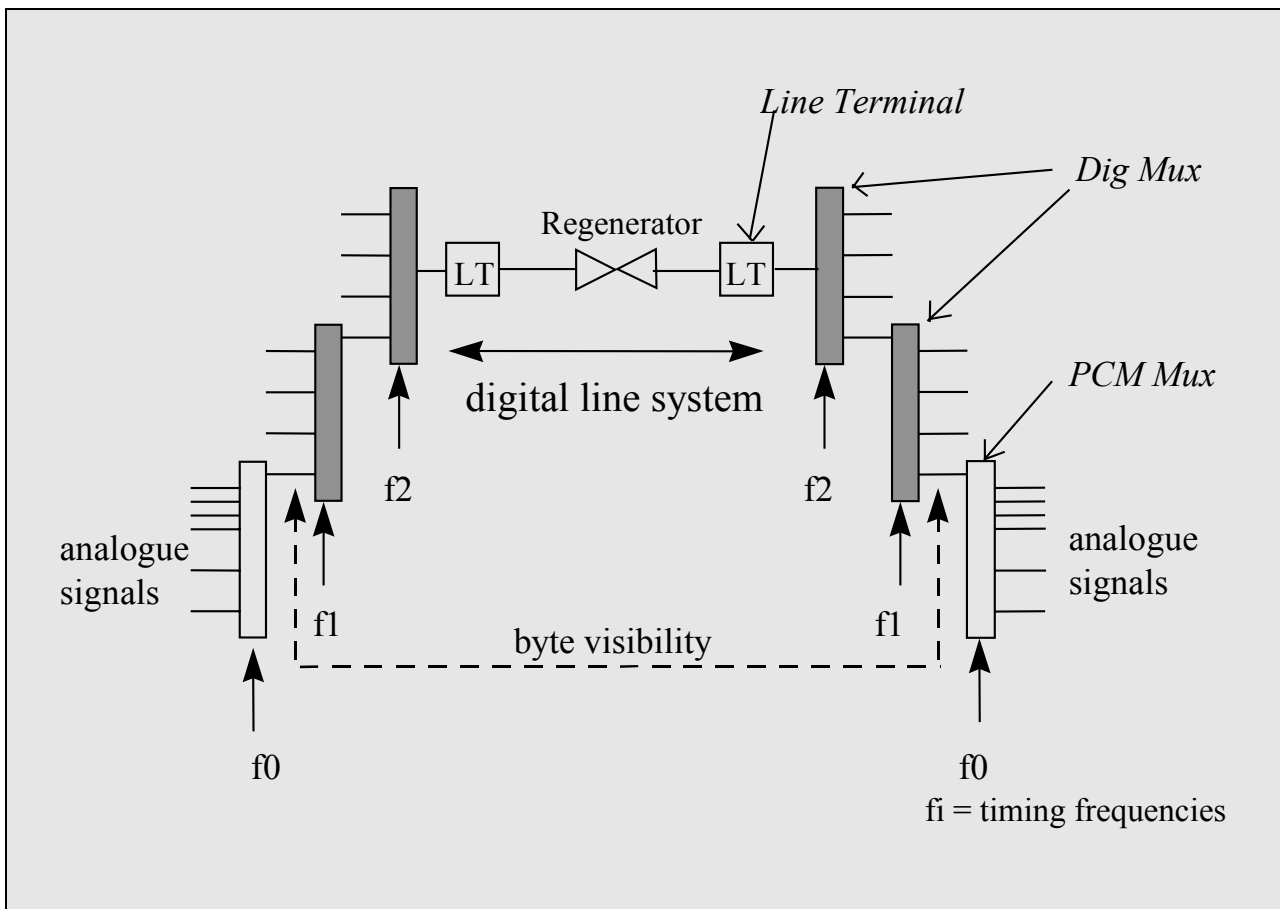 Line Terminal
Dig Mux
Regenerator
LT
LT
digital line system
PCM Mux
f2
f2
analogue
signals
analogue
signals
f1
f1
byte visibility
f0
f0
fi = timing frequencies